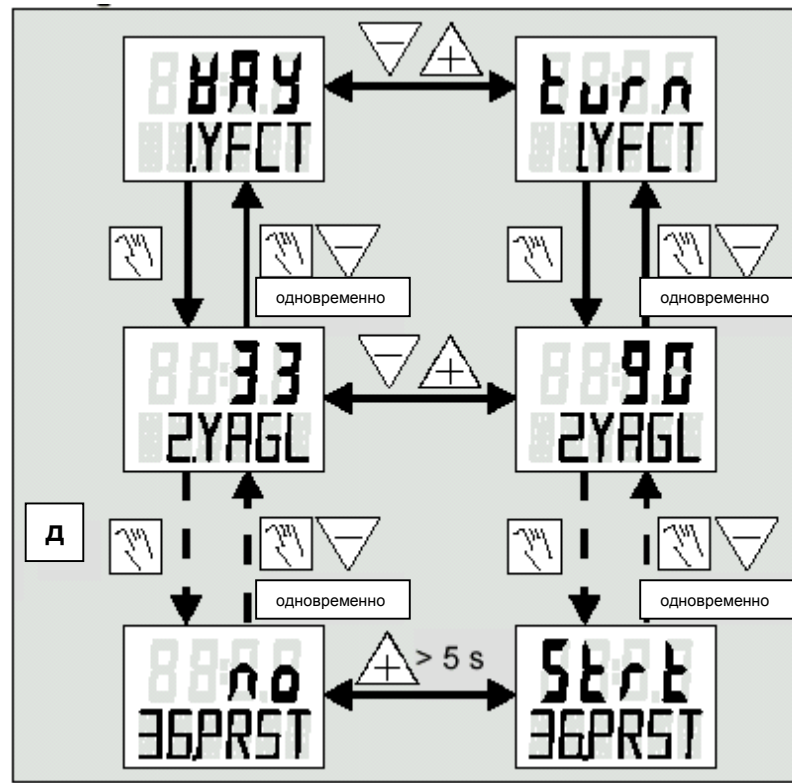 WAY turn
1.YFCT 1.YFCT
одновременно одновременно
33 90
2.YAGL 2.YAGL
Д
одновременно одновременно
no > 5 s Strt
36.PRST 36.PRST